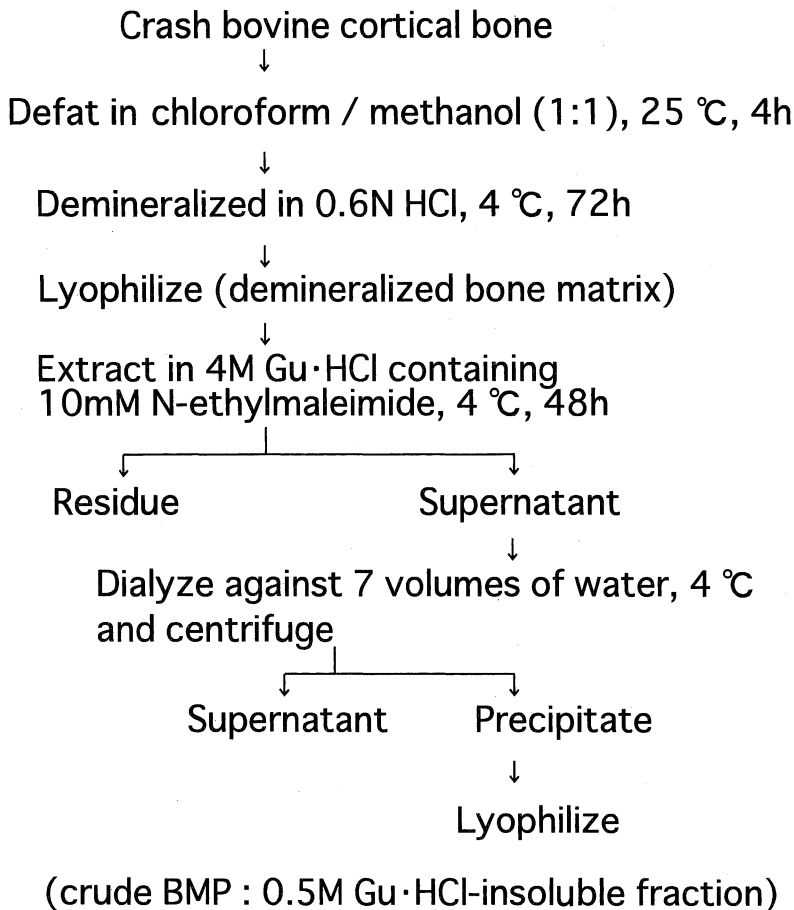 Crash bovine cortical bone
↓
Defat in chloroform / methanol (1:1), 25 ℃, 4h
↓
Demineralized in 0.6N HCl, 4 ℃, 72h
↓
Lyophilize (demineralized bone matrix)
↓
Extract in 4M Gu·HCl containing
10mM N-ethylmaleimide, 4 ℃, 48h
Residue Supernatant
↓
Dialyze against 7 volumes of water, 4 ℃
and centrifuge
Supernatant Precipitate
↓
Lyophilize
(crude BMP : 0.5M Gu·HCl-insoluble fraction)